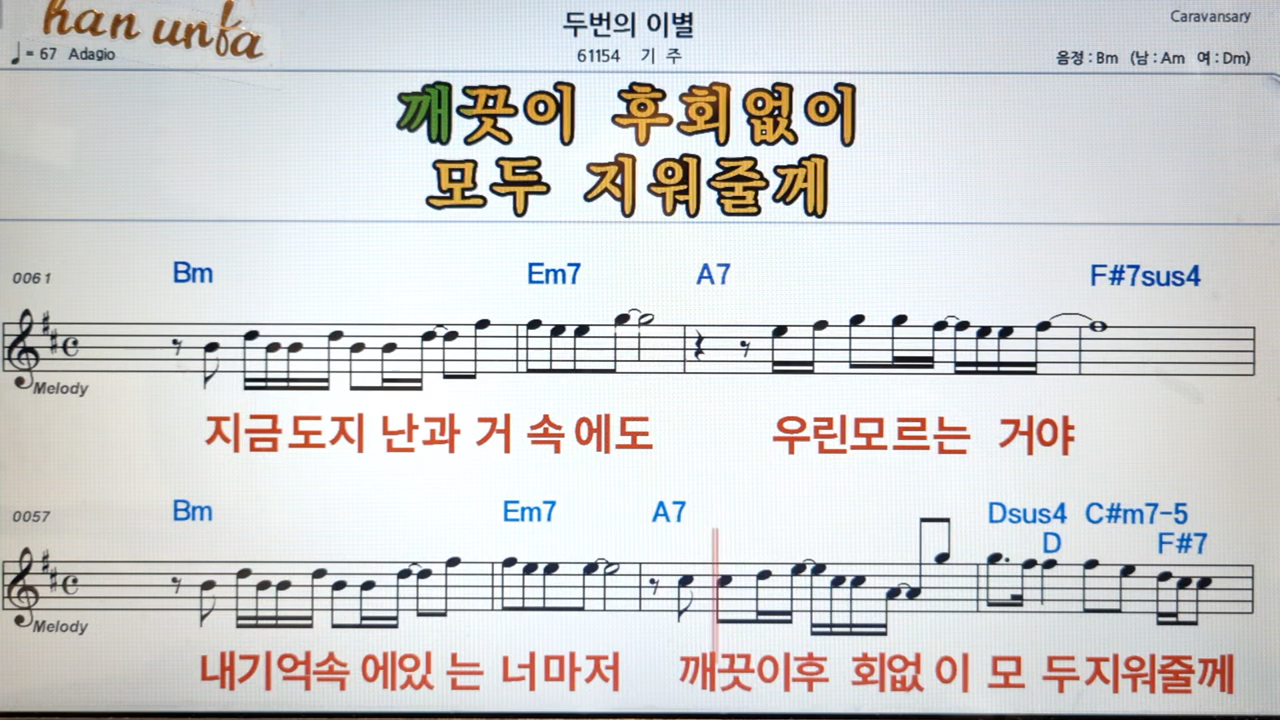 han unfa
두번의 이별
Caravansary
♩= 67 Adagio
61154 기 주
음정 : Bm (남 : Am 여 : Dm)
깨끗이 후회없이
모두 지워줄께
0061 Bm Em7 A7 F#7sus4
Melody
지금도지 난과 거 속 에도 우린모르는 거야
0057 Bm Em7 A7 Dsus4 C#m7-5
D F#7
Melody
내기억속 에있 는 너마저 깨끗이후 회없 이 모 두지워줄께